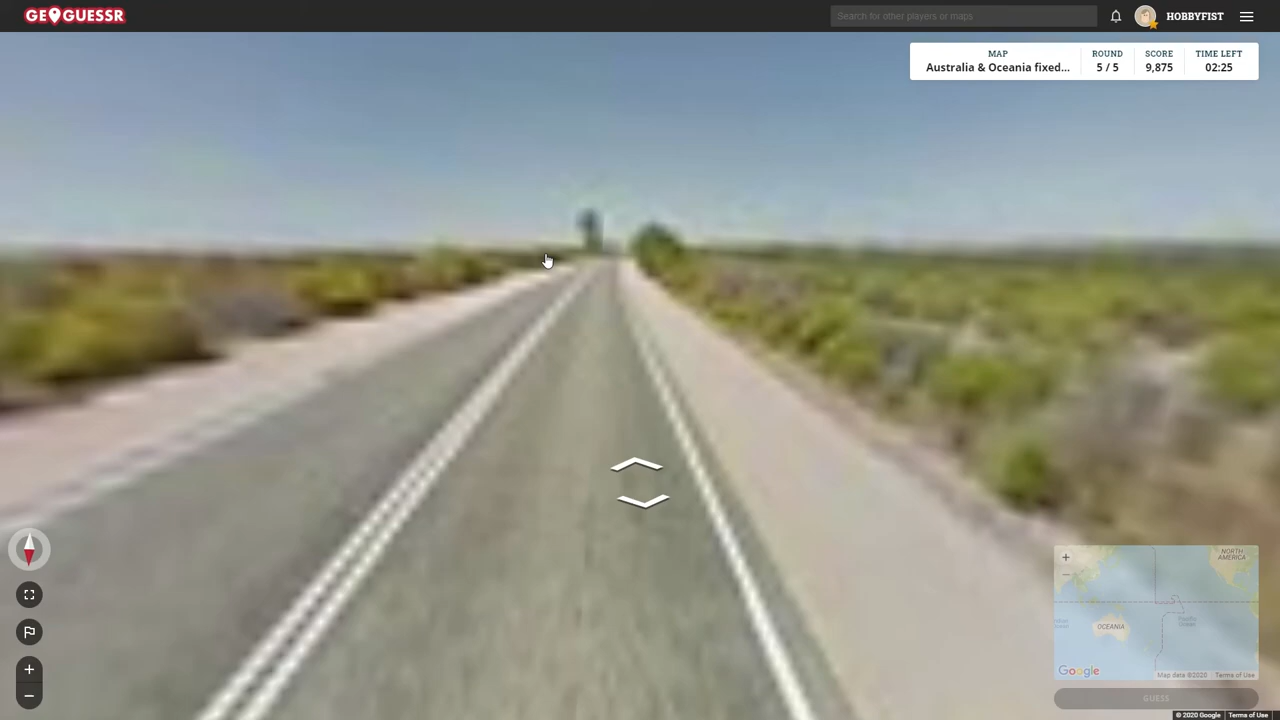 GEOGUESSR
Search for other players or maps
HOBBYFIST
MAP
Australia & Oceania fixed...
ROUND
5 / 5
SCORE
9,875
TIME LEFT
02:25
NORTH
AMERICA
OCEANIA
Pacific
Ocean
Google
Map data ©2020
Terms of Use
GUESS
© 2020 Google
Terms of Use